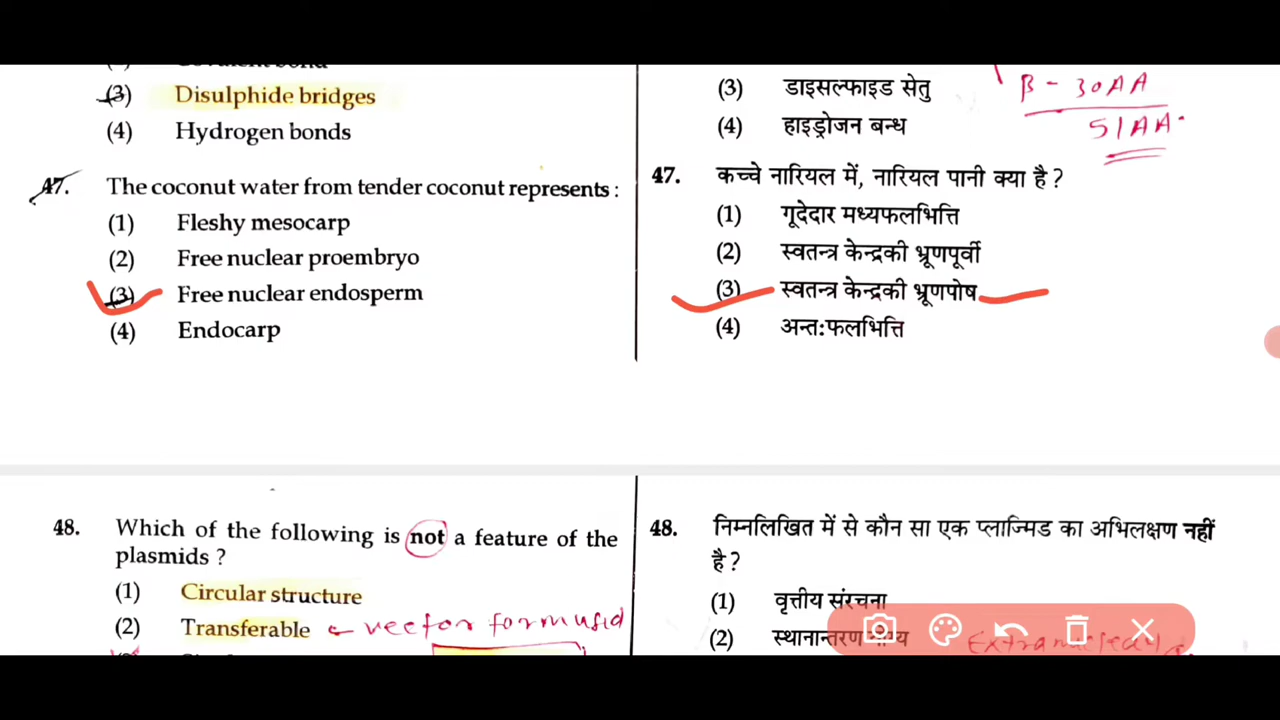 (3) Disulphide bridges
(4) Hydrogen bonds
47. The coconut water from tender coconut represents :
(1) Fleshy mesocarp
(2) Free nuclear proembryo
(3) Free nuclear endosperm
(4) Endocarp
48. Which of the following is not a feature of the
plasmids ?
(1) Circular structure
(2) Transferable vector form used
(3) डाइसल्फाइड सेतु
(4) हाइड्रोजन बन्ध
β - 30AA
51AA
47. कच्चे नारियल में, नारियल पानी क्या है ?
(1) गूदेदार मध्यफलभित्ति
(2) स्वतन्त्र केन्द्रकी भ्रूणपूर्वी
(3) स्वतन्त्र केन्द्रकी भ्रूणपोष
(4) अन्तःफलभित्ति
48. निम्नलिखित में से कौन सा एक प्लाज्मिड का अभिलक्षण नहीं
है ?
(1) वृत्तीय संरचना
(2) स्थानान्तरण योग्य